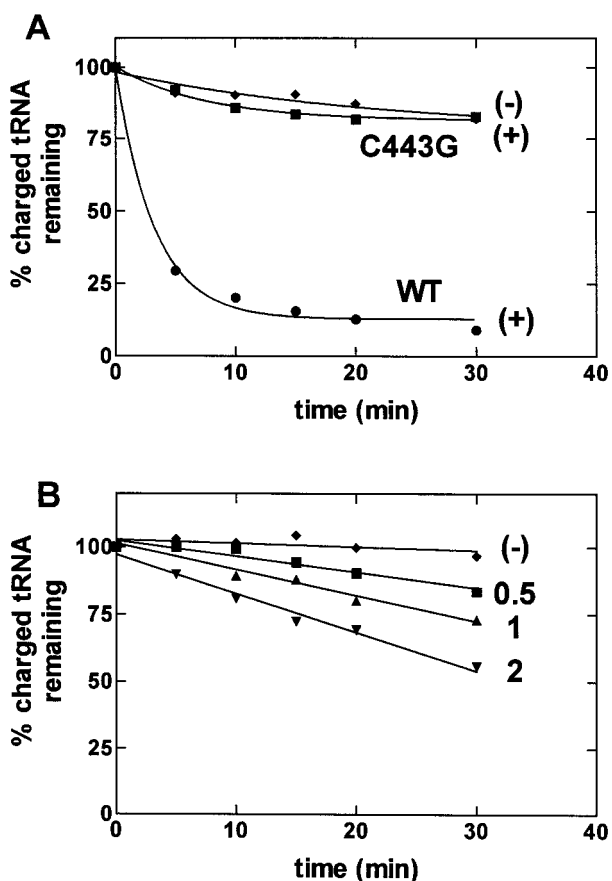 A
% charged tRNA
remaining
100
75
50
25
0
(-)
(+)
C443G
WT
(+)
0 10 20 30 40
time (min)
B
% charged tRNA
remaining
100
75
50
25
0
(-)
0.5
1
2
0 10 20 30 40
time (min)